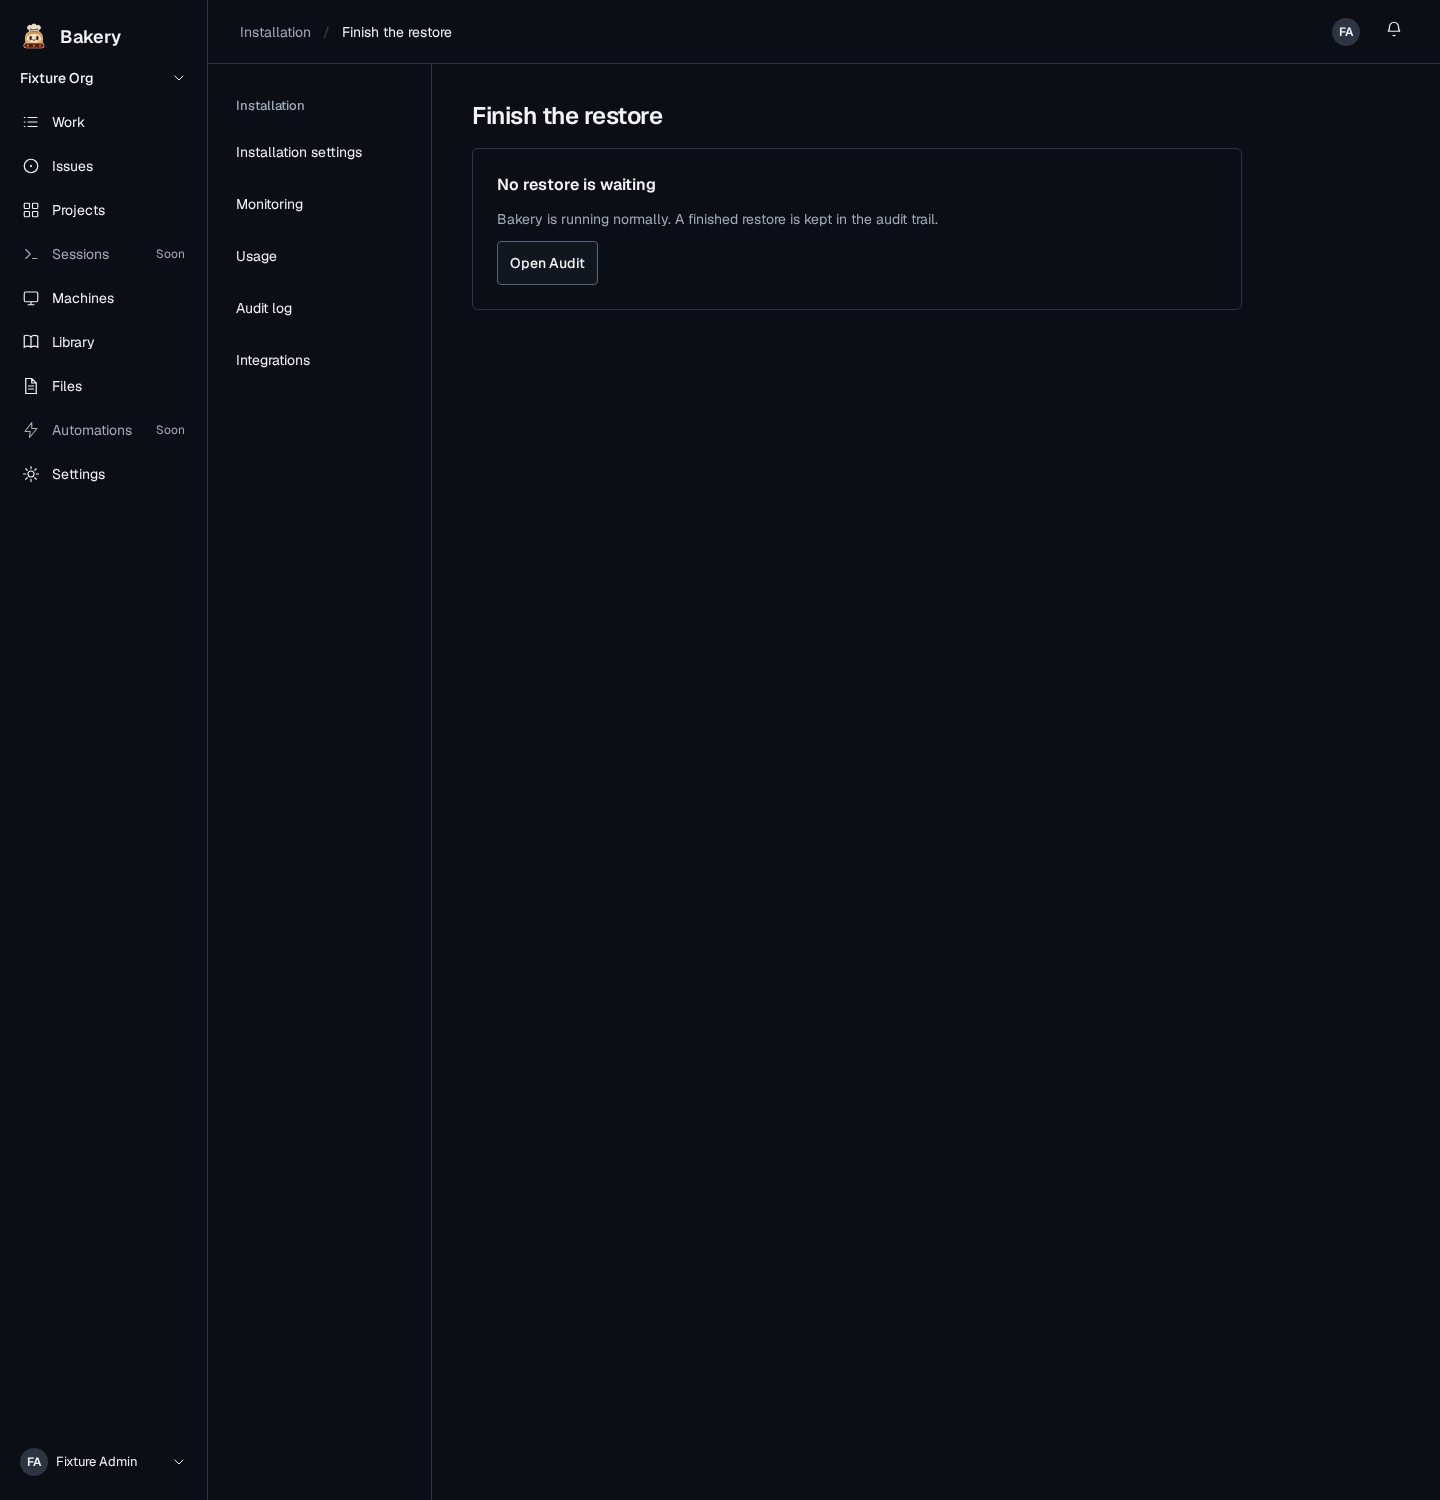 Bakery
Fixture Org
Work
Issues
Projects
Sessions Soon
Machines
Library
Files
Automations Soon
Settings
FA Fixture Admin
Installation / Finish the restore
FA
Installation
Installation settings
Monitoring
Usage
Audit log
Integrations
Finish the restore
No restore is waiting
Bakery is running normally. A finished restore is kept in the audit trail.
Open Audit